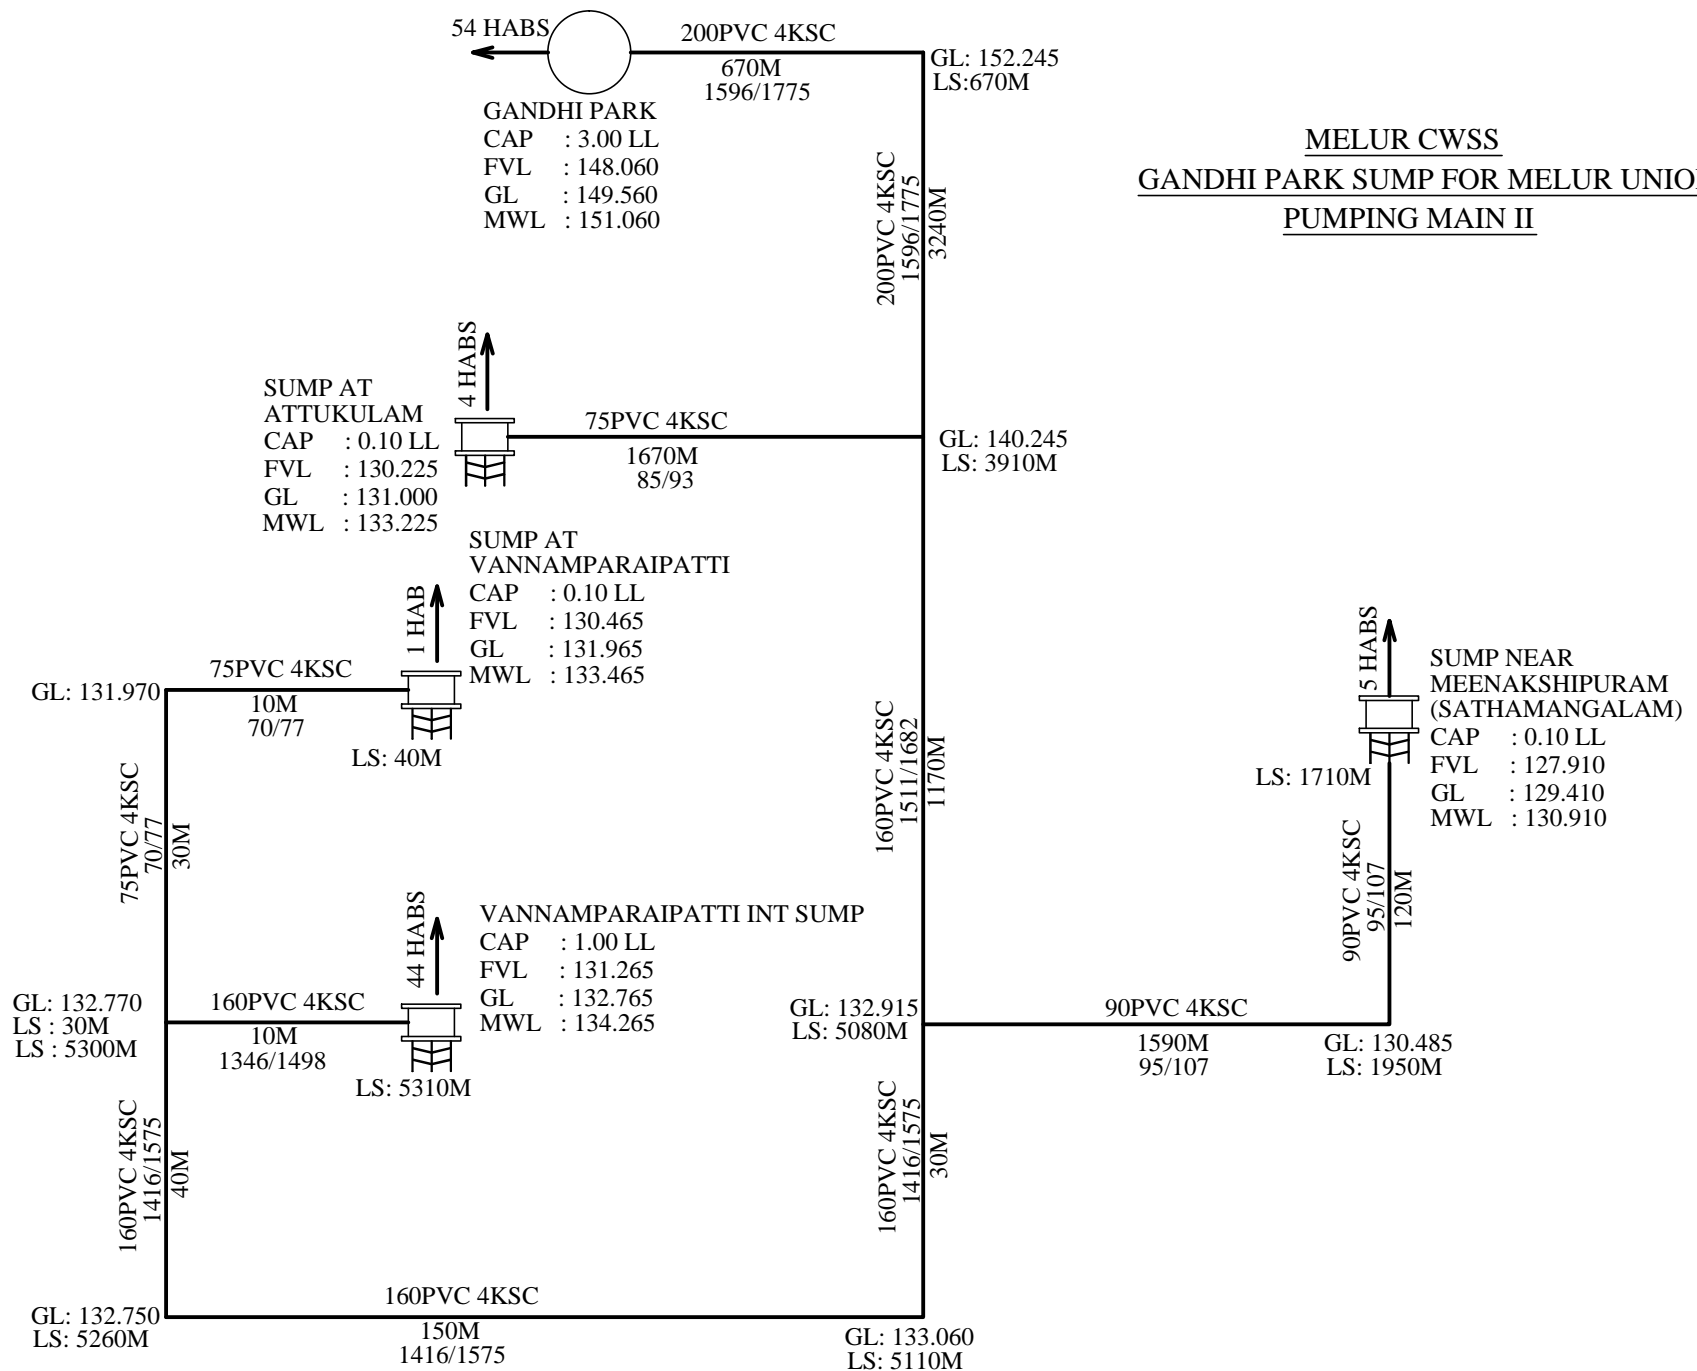 54 HABS
200PVC 4KSC
670M
1596/1775
GL: 152.245
LS:670M
GANDHI PARK
CAP : 3.00 LL
FVL : 148.060
GL : 149.560
MWL : 151.060
MELUR CWSS
GANDHI PARK SUMP FOR MELUR UNION
PUMPING MAIN II
200PVC 4KSC
1596/1775
3240M
4 HABS
SUMP AT
ATTUKULAM
CAP : 0.10 LL
FVL : 130.225
GL : 131.000
MWL : 133.225
75PVC 4KSC
1670M
85/93
GL: 140.245
LS: 3910M
SUMP AT
VANNAMPARAIPATTI
CAP : 0.10 LL
FVL : 130.465
GL : 131.965
MWL : 133.465
1 HAB
GL: 131.970
75PVC 4KSC
10M
70/77
LS: 40M
75PVC 4KSC
70/77
30M
160PVC 4KSC
1511/1682
1170M
5 HABS
SUMP NEAR
MEENAKSHIPURAM
(SATHAMANGALAM)
CAP : 0.10 LL
FVL : 127.910
GL : 129.410
MWL : 130.910
LS: 1710M
90PVC 4KSC
95/107
120M
44 HABS
VANNAMPARAIPATTI INT SUMP
CAP : 1.00 LL
FVL : 131.265
GL : 132.765
MWL : 134.265
GL: 132.770
LS : 30M
LS : 5300M
160PVC 4KSC
10M
1346/1498
LS: 5310M
GL: 132.915
LS: 5080M
90PVC 4KSC
1590M
95/107
GL: 130.485
LS: 1950M
160PVC 4KSC
1416/1575
40M
160PVC 4KSC
1416/1575
30M
GL: 132.750
LS: 5260M
160PVC 4KSC
150M
1416/1575
GL: 133.060
LS: 5110M